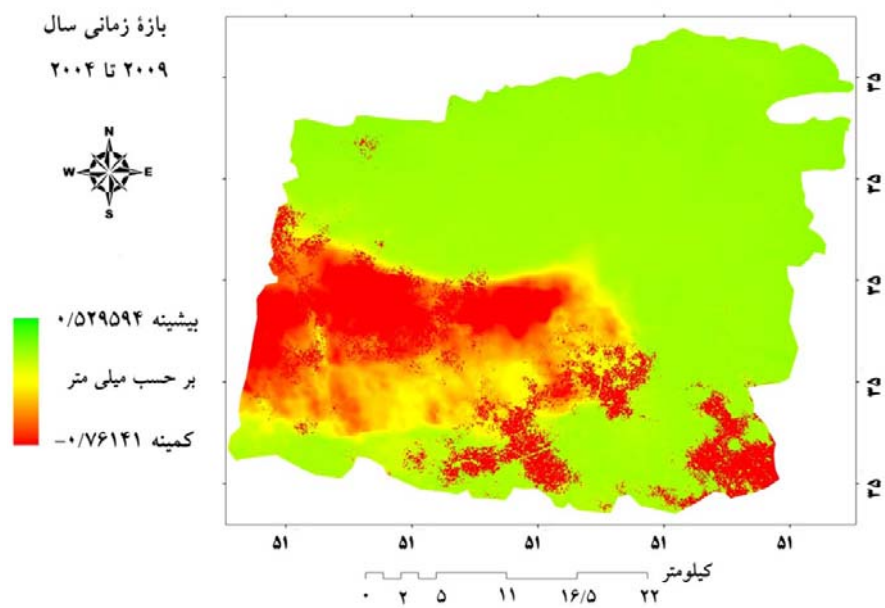 بازهٔ زمانی سال
۲۰۰۴ تا ۲۰۰۹
N
W E
S
بیشینه ۰/۵۲۹۵۹۴
بر حسب میلی متر
کمینه ۰/۷۶۱۴۱−
۳۵
۳۵
۳۵
۳۵
۳۵
۵۱ ۵۱ ۵۱ ۵۱ ۵۱
کیلومتر
۰ ۲ ۵ ۱۱ ۱۶/۵ ۲۲